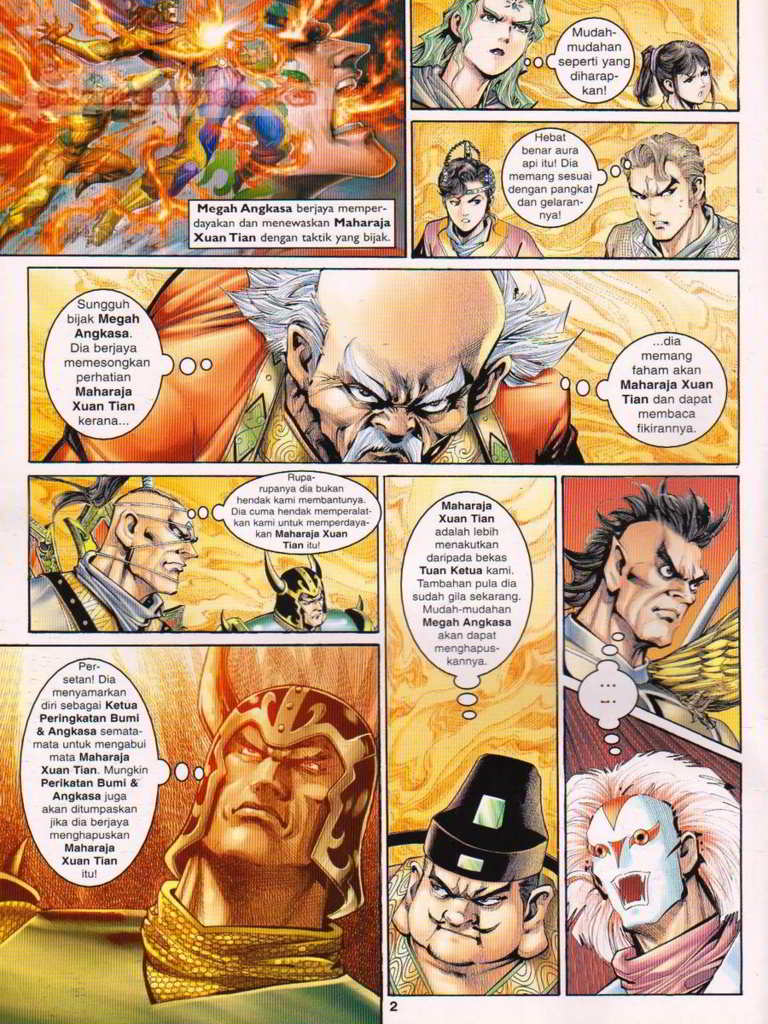 Megah Angkasa berjaya memper-
dayakan dan menewaskan Maharaja
Xuan Tian dengan taktik yang bijak.
Mudah-
mudahan
seperti yang
diharap-
kan!
Hebat
benar aura
api itu! Dia
memang sesuai
dengan pangkat
dan gelaran-
nya!
Sungguh
bijak Megah
Angkasa.
Dia berjaya
memesongkan
perhatian
Maharaja
Xuan Tian
kerana...
...dia
memang
faham akan
Maharaja Xuan
Tian dan dapat
membaca
fikirannya.
Rupa-
rupanya dia bukan
hendak kami membantunya.
Dia cuma hendak memperalat-
kan kami untuk memperdaya-
kan Maharaja Xuan
Tian itu!
Maharaja
Xuan Tian
adalah lebih
menakutkan
daripada bekas
Tuan Ketua kami.
Tambahan pula dia
sudah gila sekarang.
Mudah-mudahan
Megah Angkasa
akan dapat
menghapus-
kannya.
... ...
Per-
setan! Dia
menyamarkan
diri sebagai Ketua
Peringkatan Bumi
& Angkasa semata-
mata untuk mengabui
mata Maharaja
Xuan Tian. Mungkin
Perikatan Bumi &
Angkasa juga
akan ditumpaskan
jika dia berjaya
menghapuskan
Maharaja
Xuan Tian
itu!
2